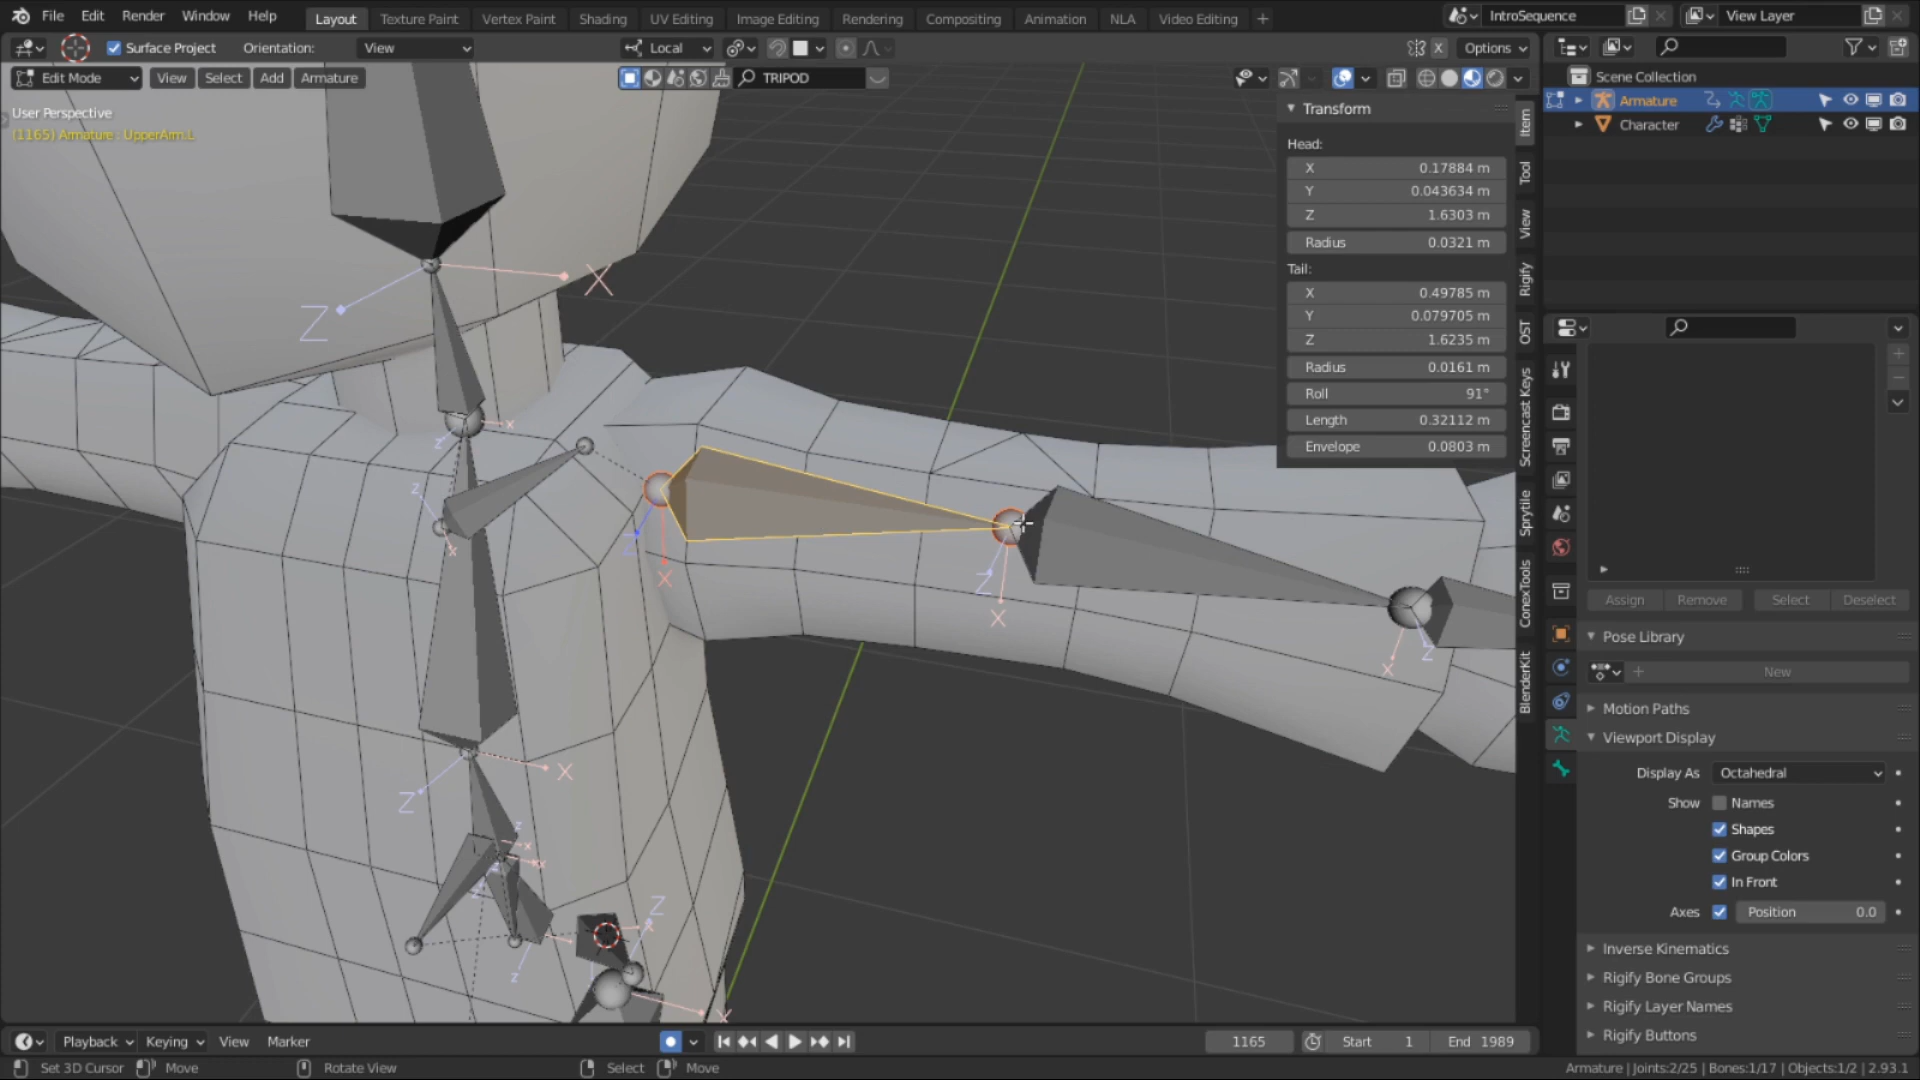 File Edit Render Window Help Layout Texture Paint Vertex Paint Shading UV Editing Image Editing Rendering Compositing Animation NLA Video Editing + IntroSequence View Layer
Surface Project Orientation: View Local X Options
Edit Mode View Select Add Armature TRIPOD
User Perspective
(1165) Armature : UpperArm.L
Transform
Head:
X 0.17884 m
Y 0.043634 m
Z 1.6303 m
Radius 0.0321 m
Tail:
X 0.49785 m
Y 0.079705 m
Z 1.6235 m
Radius 0.0161 m
Roll 91°
Length 0.32112 m
Envelope 0.0803 m
Item
Tool
View
Rigify
OST
Screencast Keys
Sprytile
ConexTools
BlenderKit
Z X
z x
z x
Z X
Z X
Z X
X Z
z x
x
z
z
Z x
x
Scene Collection
Armature
Character
Assign Remove Select Deselect
Pose Library
New
Motion Paths
Viewport Display
Display As Octahedral
Show Names
Shapes
Group Colors
In Front
Axes Position 0.0
Inverse Kinematics
Rigify Bone Groups
Rigify Layer Names
Rigify Buttons
Playback Keying View Marker 1165 Start 1 End 1989
Set 3D Cursor Move Rotate View Select Move Armature | Joints:2/25 | Bones:1/17 | Objects:1/2 | 2.93.1